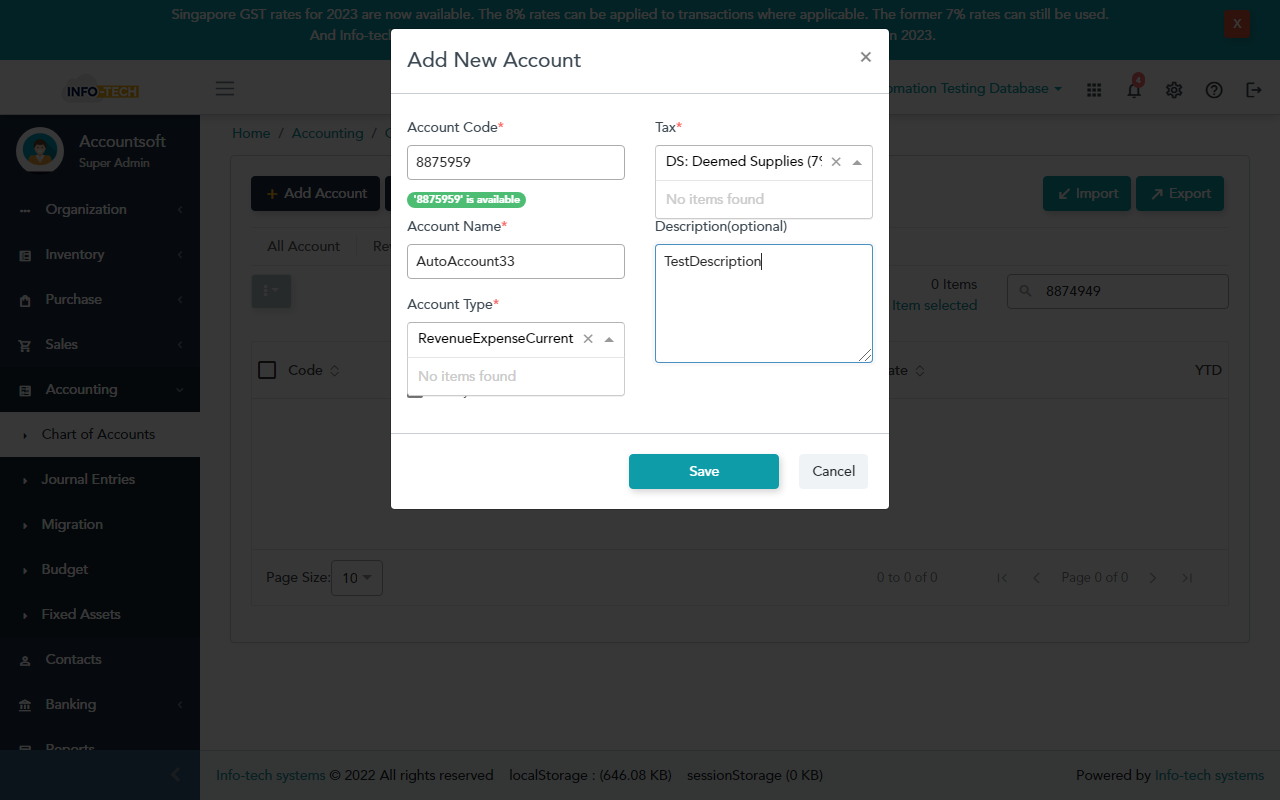 Singapore GST rates for 2023 are now available. The 8% rates can be applied to transactions where applicable. The former 7% rates can still be used.
And Info-tec
n 2023.
X
Add New Account
×
INFO-TECH
omation Testing Database
4
Accountsoft
Super Admin
Home / Accounting / C
Account Code*
8875959
'8875959' is available
Account Name*
AutoAccount33
Account Type*
RevenueExpenseCurrent ×
No items found
Tax*
DS: Deemed Supplies (7% ×
No items found
Description(optional)
TestDescription
Save
Cancel
+ Add Account
Import
Export
All Account
Re
0 Items
Item selected
8874949
Code
ate
YTD
Page Size:
10
0 to 0 of 0
Page 0 of 0
Organization
Inventory
Purchase
Sales
Accounting
Chart of Accounts
Journal Entries
Migration
Budget
Fixed Assets
Contacts
Banking
Reports
Info-tech systems © 2022 All rights reserved localStorage : (646.08 KB) sessionStorage (0 KB)
Powered by Info-tech systems